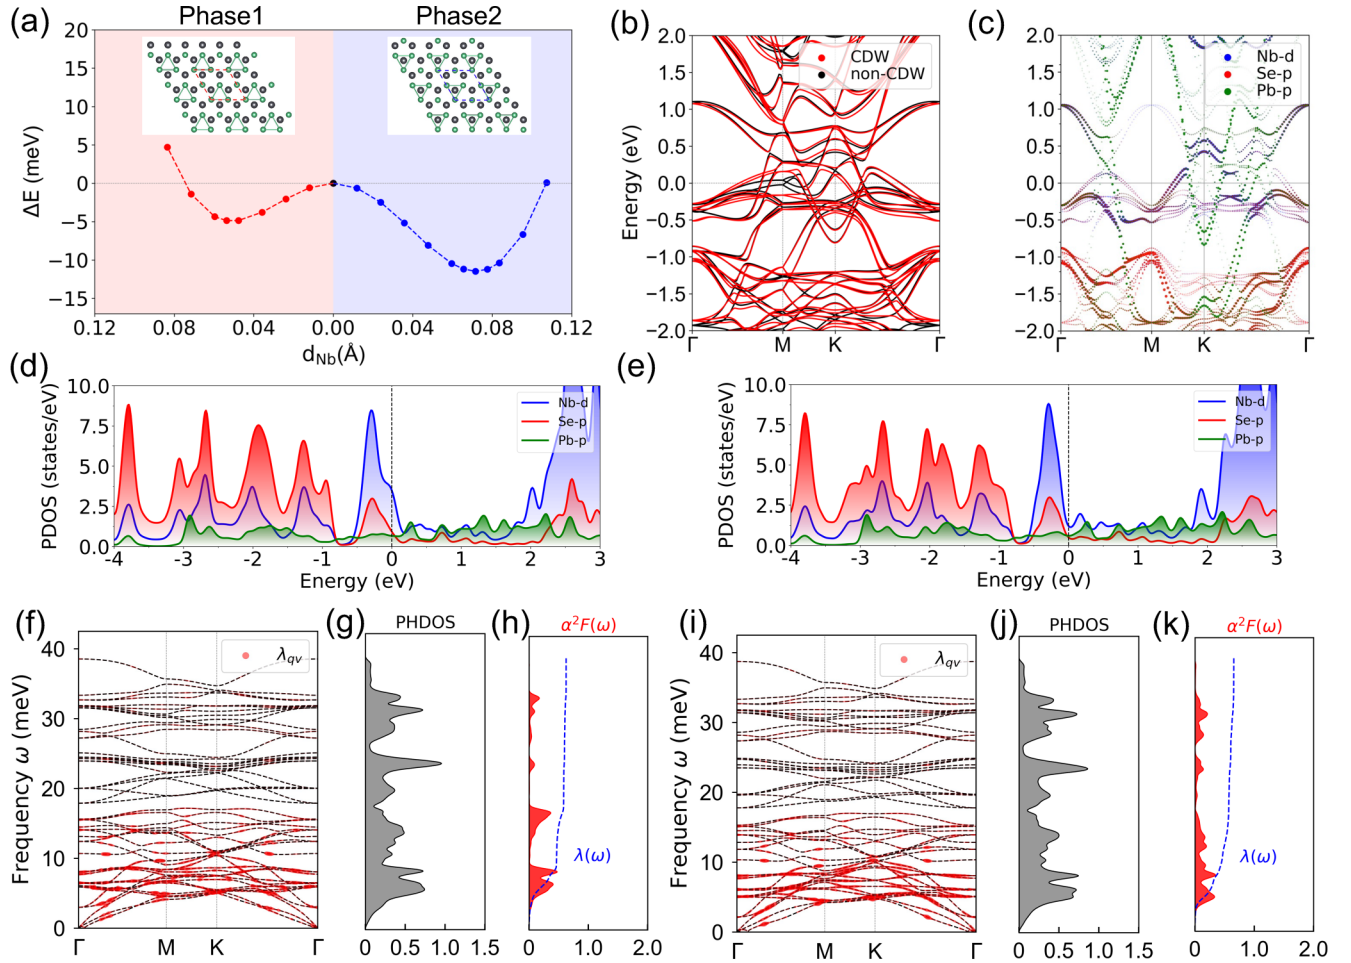 (a)
Phase1
Phase2
20
15
10
5
0
−5
−10
−15
ΔE (meV)
0.12
0.08
0.04
0.00
0.04
0.08
0.12
dNb(Å)
(b)
2.0
1.0
0.5
0.0
−0.5
−1.0
−1.5
−2.0
Energy (eV)
CDW
non-CDW
Γ
M
K
Γ
(c)
2.0
1.5
1.0
0.5
0.0
−0.5
−1.0
−1.5
−2.0
Nb-d
Se-p
Pb-p
Γ
M
K
Γ
(d)
10.0
7.5
5.0
2.5
0.0
PDOS (states/eV)
Nb-d
Se-p
Pb-p
-4
-3
-2
-1
0
1
2
3
Energy (eV)
(e)
10.0
7.5
5.0
2.5
0.0
PDOS (states/eV)
Nb-d
Se-p
Pb-p
-4
-3
-2
-1
0
1
2
3
Energy (eV)
(f)
40
30
20
10
0
Frequency ω (meV)
λqv
Γ
M
K
Γ
(g)
PHDOS
0
0.5
1.0
1.5
(h)
α²F(ω)
λ(ω)
0
1.0
2.0
(i)
40
30
20
10
0
Frequency ω (meV)
λqv
Γ
M
K
Γ
(j)
PHDOS
0
0.5
1.0
1.5
(k)
α²F(ω)
λ(ω)
0
1.0
2.0